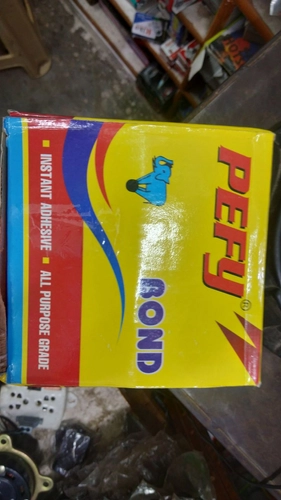 PEFY®
BOND
▪ INSTANT ADHESIVE ▪ ALL PURPOSE GRADE